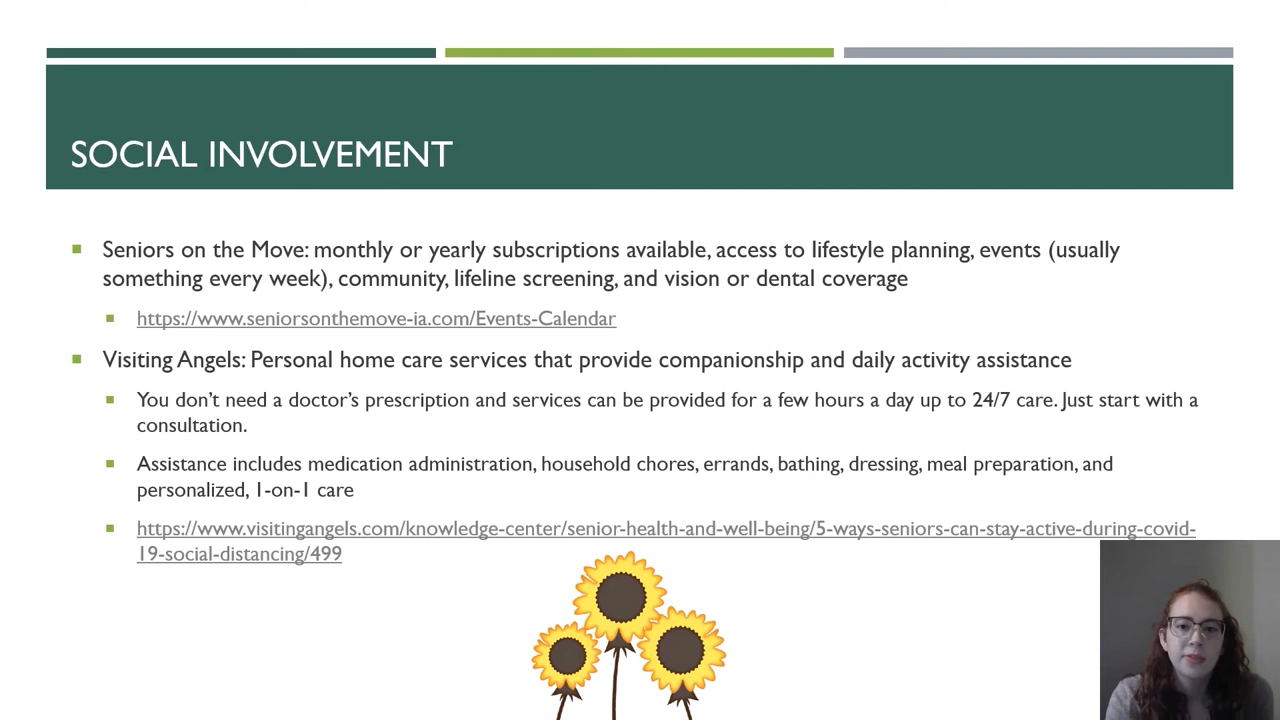 SOCIAL INVOLVEMENT
Seniors on the Move: monthly or yearly subscriptions available, access to lifestyle planning, events (usually
something every week), community, lifeline screening, and vision or dental coverage
https://www.seniorsonthemove-ia.com/Events-Calendar
Visiting Angels: Personal home care services that provide companionship and daily activity assistance
You don’t need a doctor’s prescription and services can be provided for a few hours a day up to 24/7 care. Just start with a
consultation.
Assistance includes medication administration, household chores, errands, bathing, dressing, meal preparation, and
personalized, 1-on-1 care
https://www.visitingangels.com/knowledge-center/senior-health-and-well-being/5-ways-seniors-can-stay-active-during-covid-
19-social-distancing/499